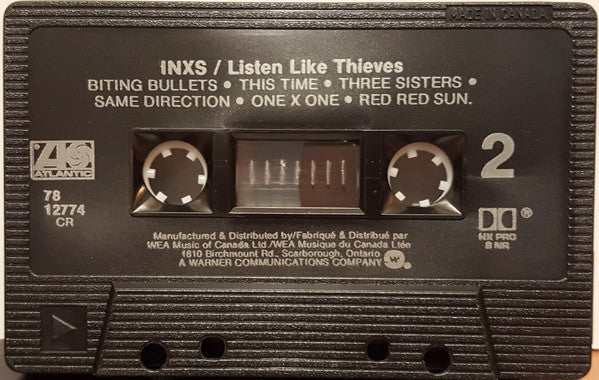 MADE IN CANADA
INXS / Listen Like Thieves
BITING BULLETS • THIS TIME • THREE SISTERS •
SAME DIRECTION • ONE X ONE • RED RED SUN.
ATLANTIC
78
12774
CR
2
HX PRO
B NR
®
Manufactured & Distributed by/Fabriqué & Distribué par
WEA Music of Canada Ltd./WEA Musique du Canada Ltée
1810 Birchmount Rd., Scarborough, Ontario
A WARNER COMMUNICATIONS COMPANY